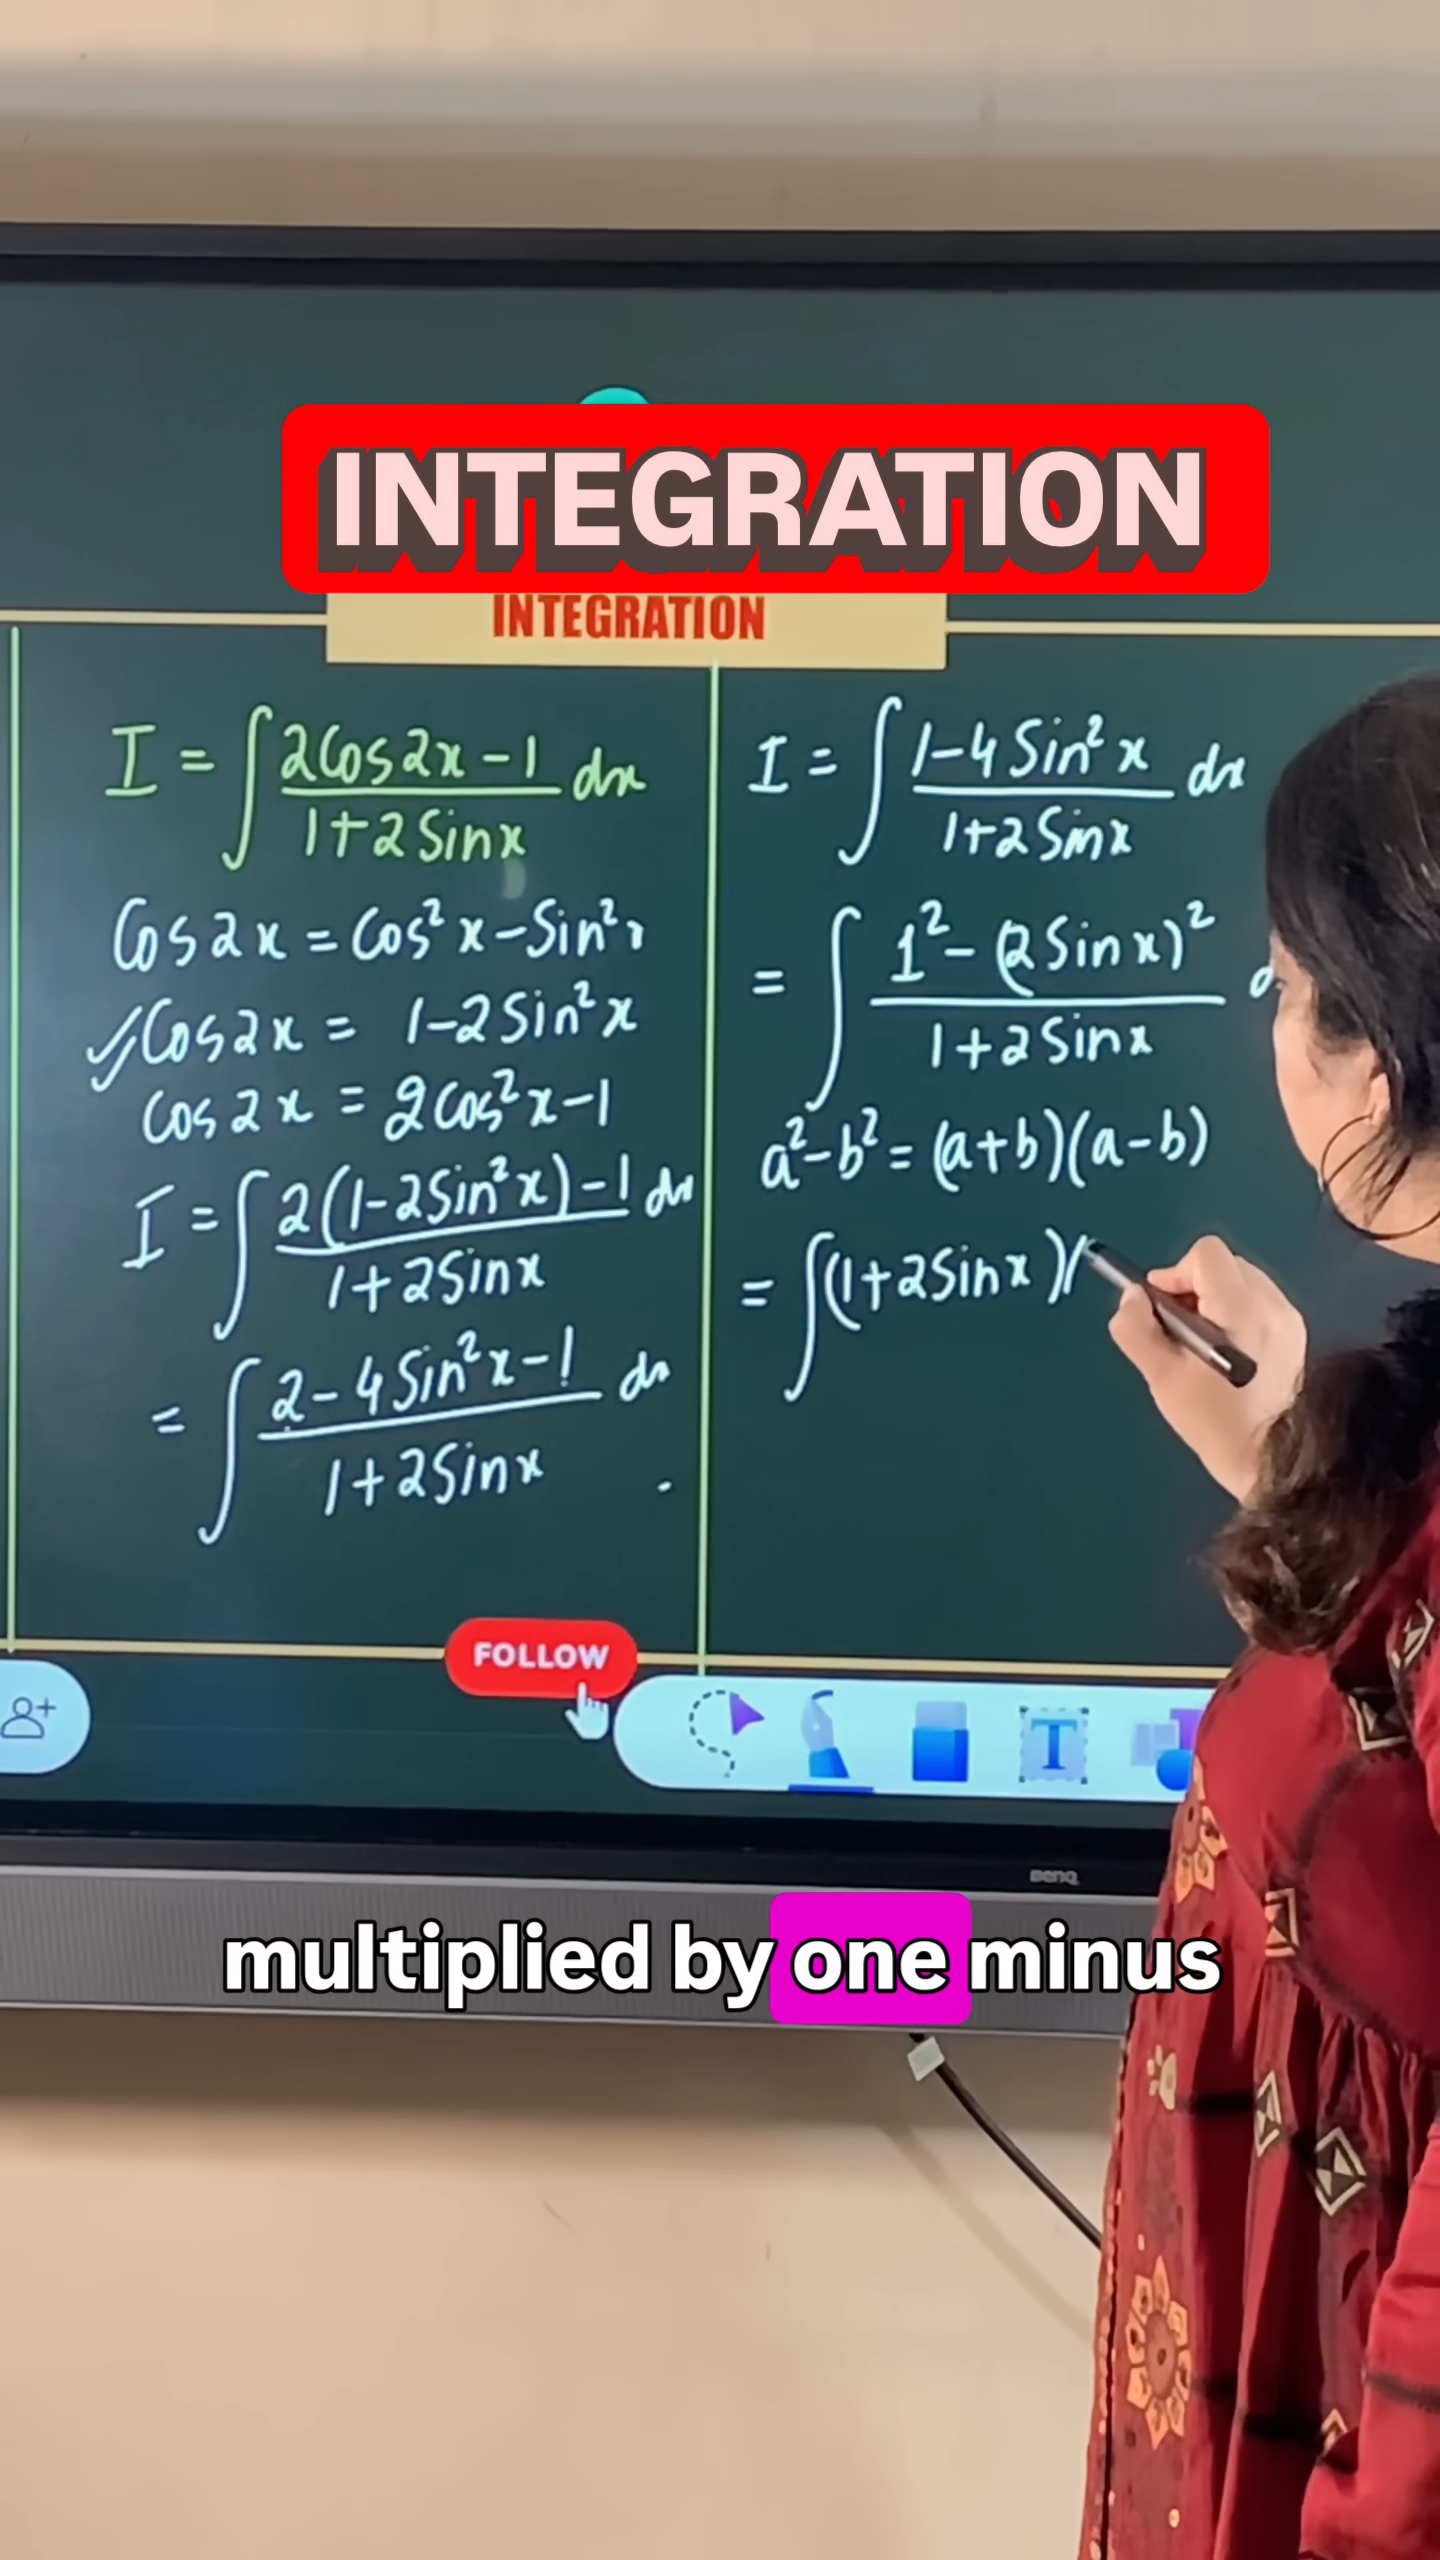 INTEGRATION
INTEGRATION
I = ∫ 2Cos2x - 1 / 1+2Sinx dx
Cos2x = Cos²x - Sin²
Cos2x = 1-2Sin²x
Cos2x = 2Cos²x-1
I = ∫ 2(1-2Sin²x)-1 / 1+2Sinx dx
= ∫ 2-4Sin²x-1 / 1+2Sinx dx
I = ∫ 1-4Sin²x / 1+2Sinx dx
= ∫ 1² - (2Sinx)² / 1+2Sinx
a²-b² = (a+b)(a-b)
= ∫(1+2Sinx)(
FOLLOW
T
BenQ
multiplied by one minus